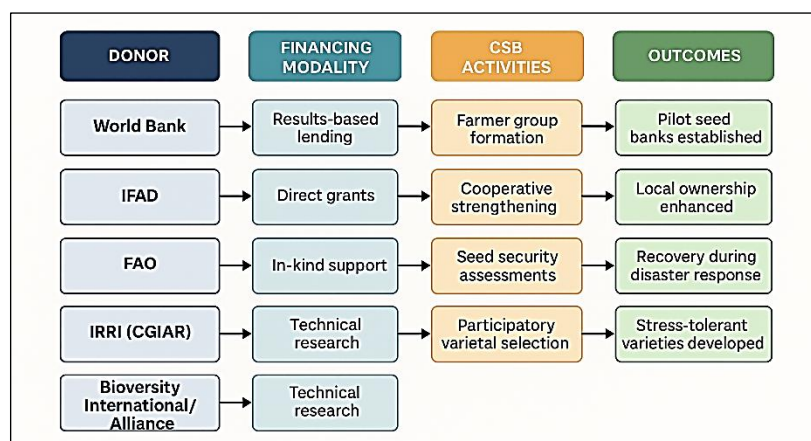 DONOR
FINANCING
MODALITY
CSB
ACTIVITIES
OUTCOMES
World Bank
Results-based
lending
Farmer group
formation
Pilot seed
banks established
IFAD
Direct grants
Cooperative
strengthening
Local ownership
enhanced
FAO
In-kind support
Seed security
assessments
Recovery during
disaster response
IRRI (CGIAR)
Technical
research
Participatory
varietal selection
Stress-tolerant
varieties developed
Bioversity
International/
Alliance
Technical
research